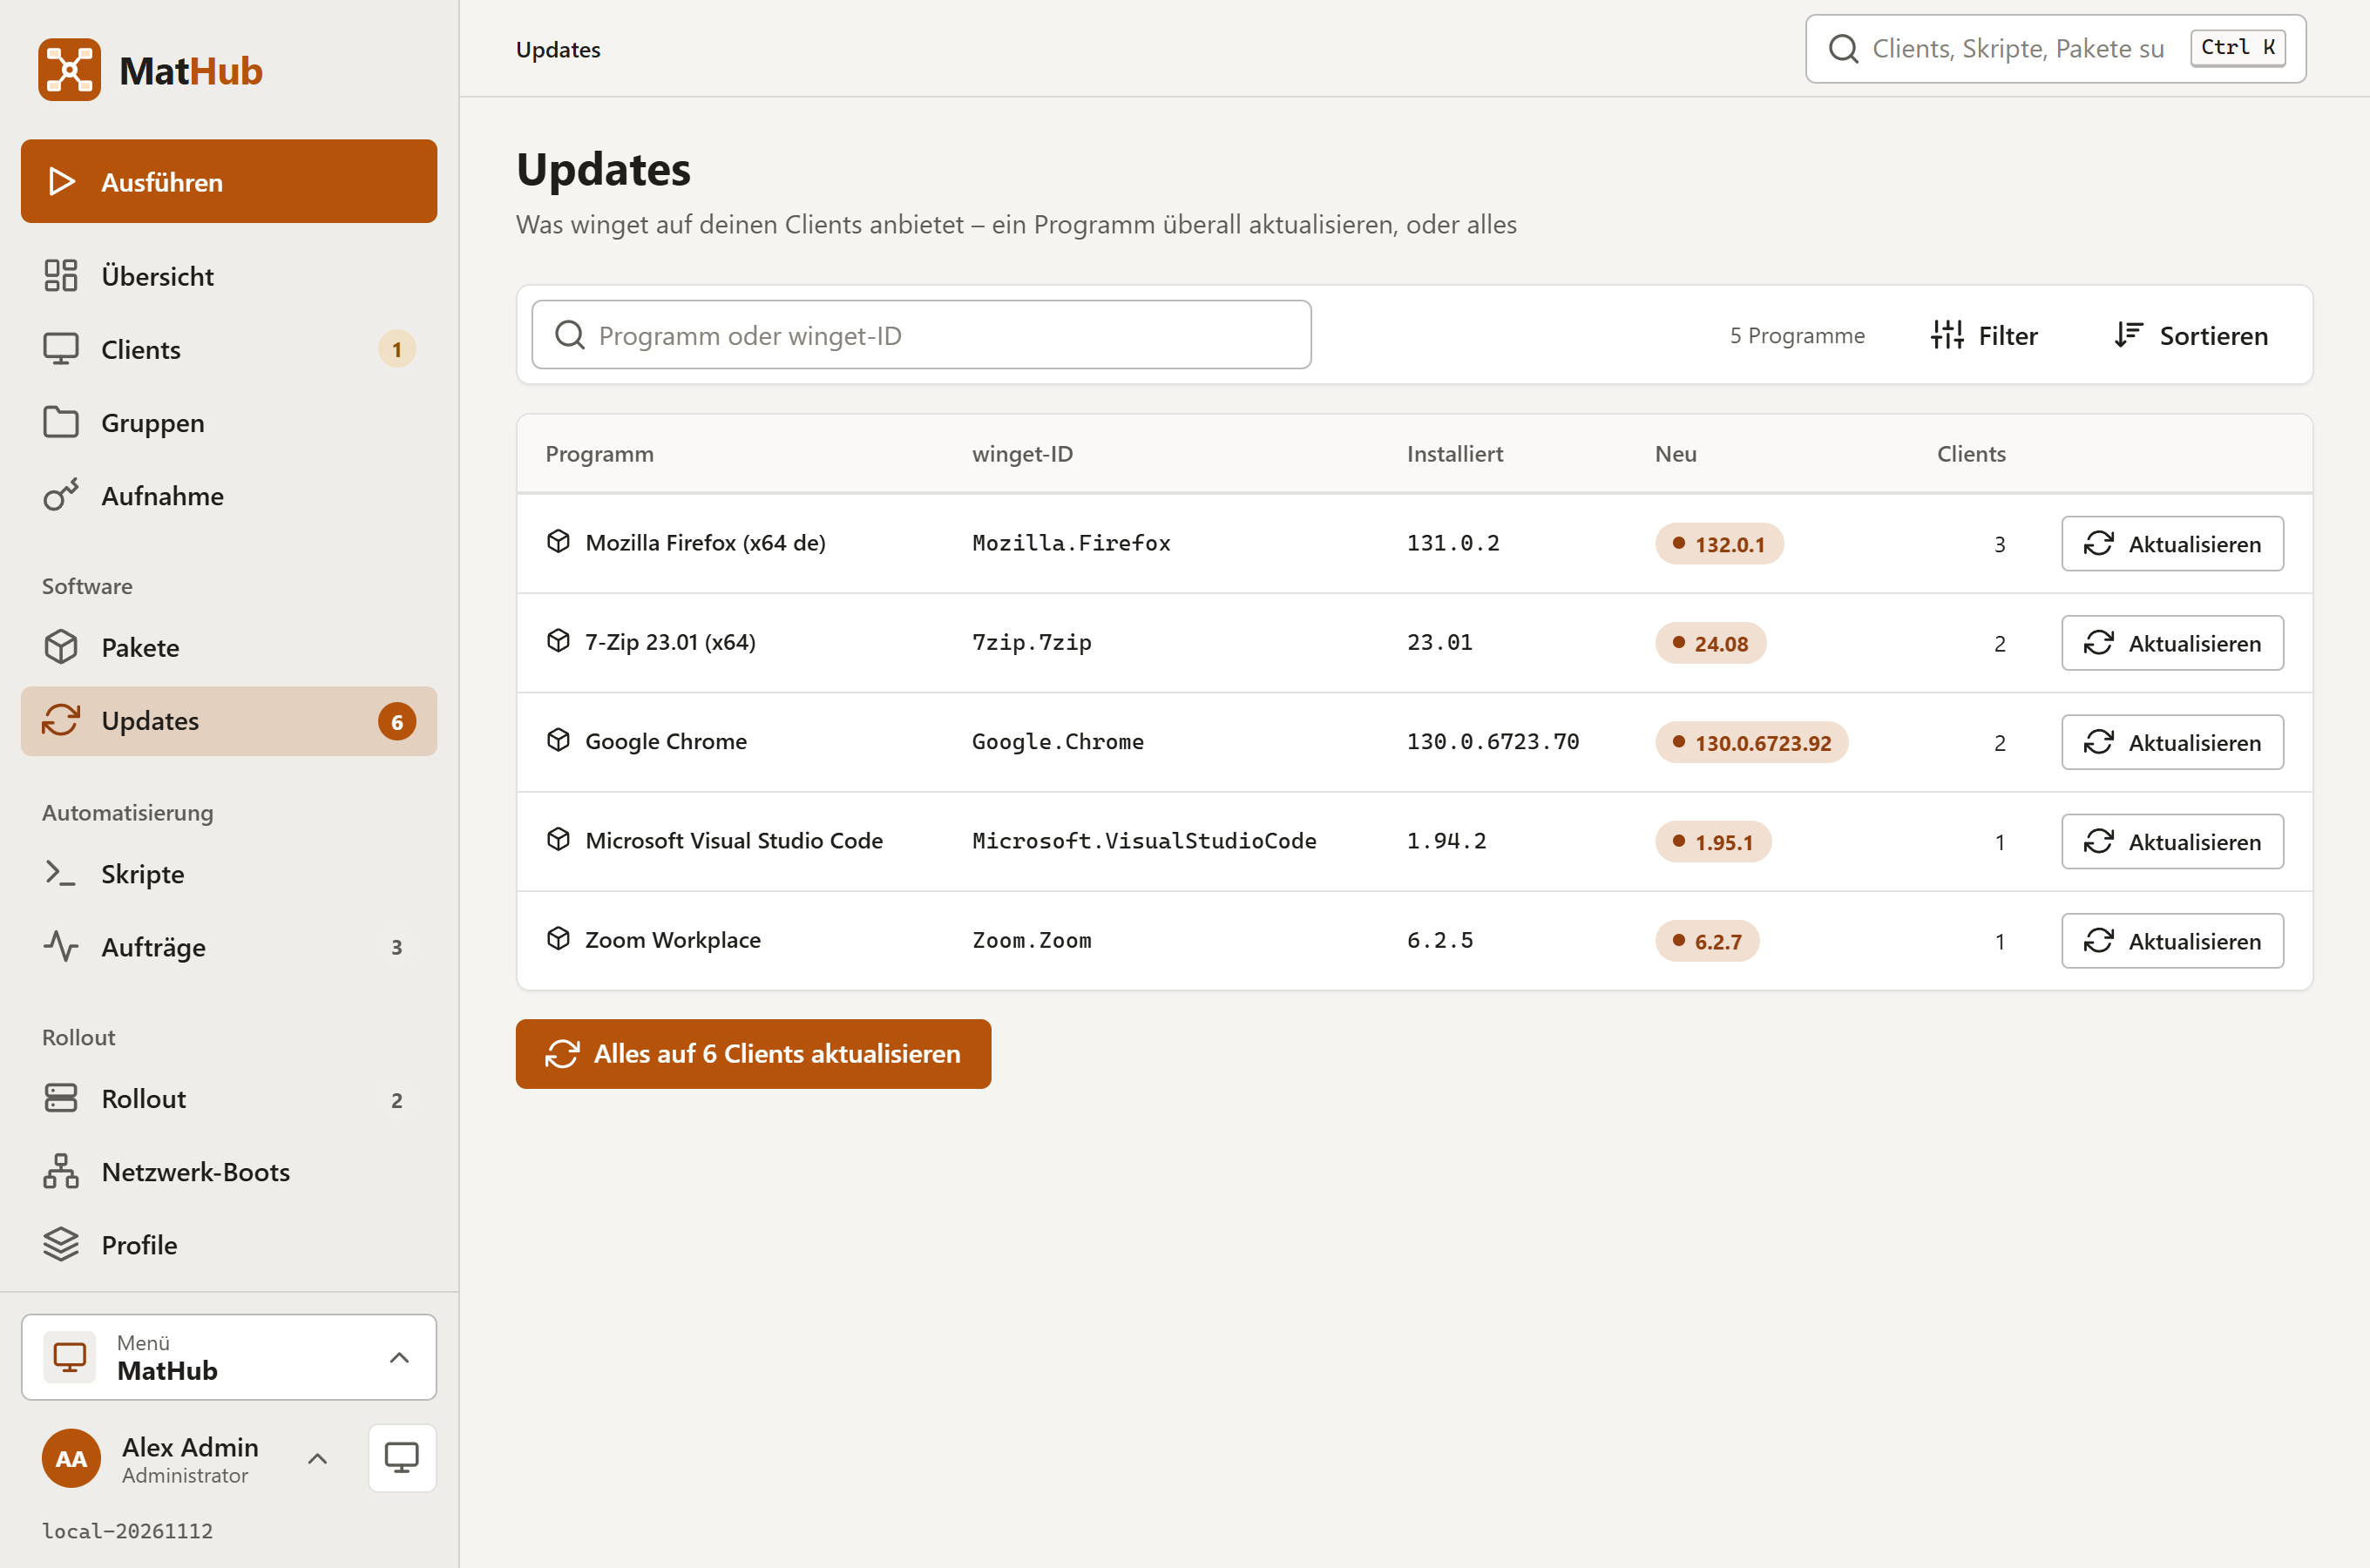 MatHub
Ausführen
Übersicht
Clients 1
Gruppen
Aufnahme
Software
Pakete
Updates 6
Automatisierung
Skripte
Aufträge 3
Rollout
Rollout 2
Netzwerk-Boots
Profile
Menü
MatHub
AA
Alex Admin
Administrator
local-20261112
Updates
Clients, Skripte, Pakete su Ctrl K
Updates
Was winget auf deinen Clients anbietet – ein Programm überall aktualisieren, oder alles
Programm oder winget-ID 5 Programme Filter Sortieren
Programm winget-ID Installiert Neu Clients
Mozilla Firefox (x64 de) Mozilla.Firefox 131.0.2 132.0.1 3 Aktualisieren
7-Zip 23.01 (x64) 7zip.7zip 23.01 24.08 2 Aktualisieren
Google Chrome Google.Chrome 130.0.6723.70 130.0.6723.92 2 Aktualisieren
Microsoft Visual Studio Code Microsoft.VisualStudioCode 1.94.2 1.95.1 1 Aktualisieren
Zoom Workplace Zoom.Zoom 6.2.5 6.2.7 1 Aktualisieren
Alles auf 6 Clients aktualisieren